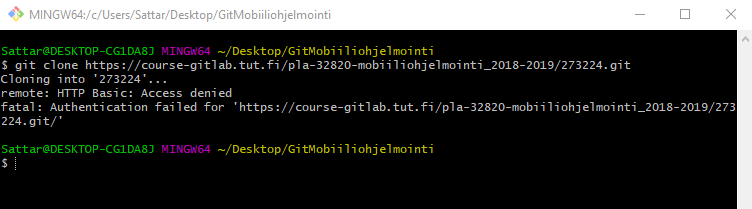 MINGW64:/c/Users/Sattar/Desktop/GitMobiiliohjelmointi
Sattar@DESKTOP-CG1DA8J MINGW64 ~/Desktop/GitMobiiliohjelmointi
$ git clone https://course-gitlab.tut.fi/pla-32820-mobiiliohjelmointi_2018-2019/273224.git
Cloning into '273224'...
remote: HTTP Basic: Access denied
fatal: Authentication failed for 'https://course-gitlab.tut.fi/pla-32820-mobiiliohjelmointi_2018-2019/273
224.git/'
Sattar@DESKTOP-CG1DA8J MINGW64 ~/Desktop/GitMobiiliohjelmointi
$